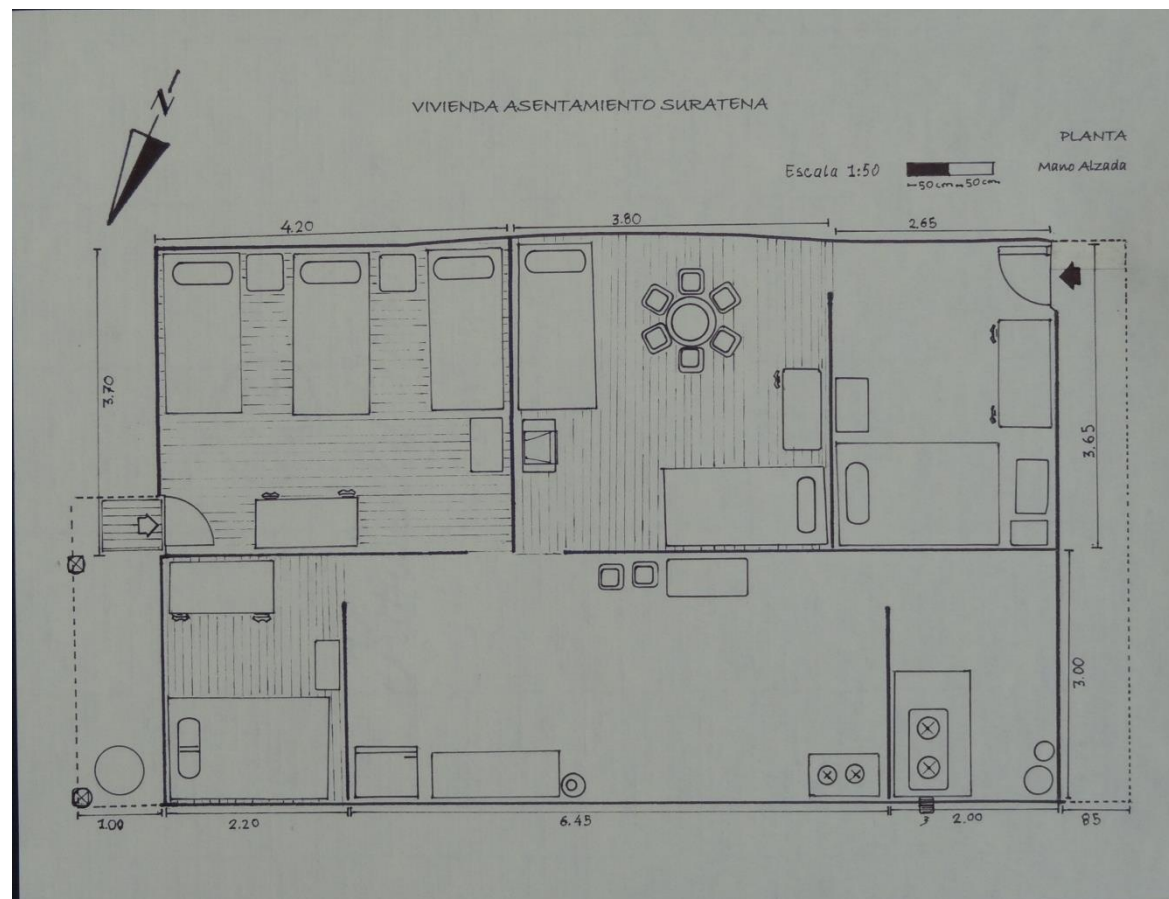 N
VIVIENDA ASENTAMIENTO SURATENA
PLANTA
Escala 1:50
Mano Alzada
50cm 50cm
4.20
3.80
2.65
3.70
3.65
3.00
1.00
2.20
6.45
3
2.00
85